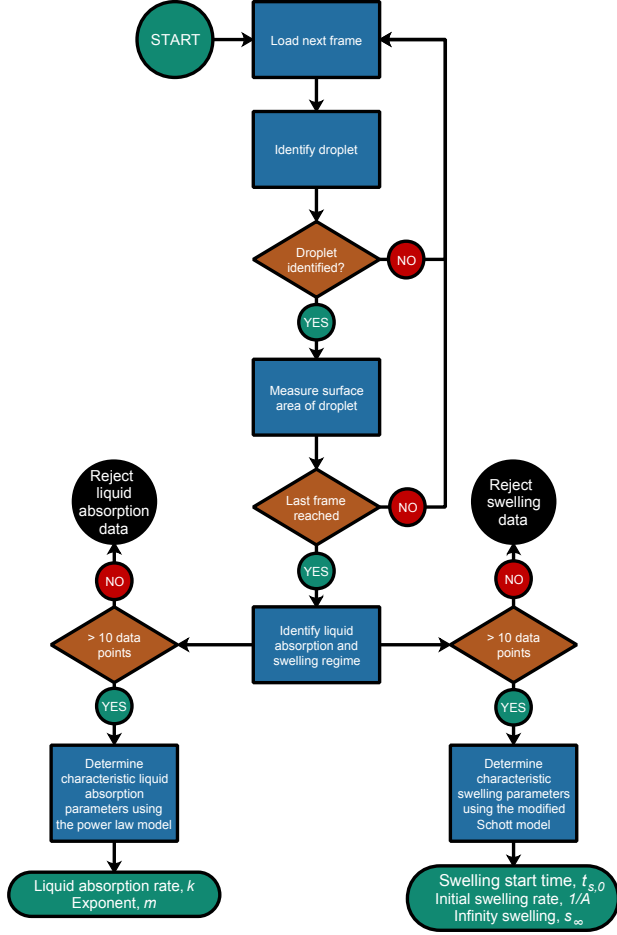 START
Load next frame
Identify droplet
Droplet
identified?
NO
YES
Measure surface
area of droplet
Last frame
reached
NO
YES
Identify liquid
absorption and
swelling regime
Reject
liquid
absorption
data
NO
> 10 data
points
YES
Determine
characteristic liquid
absorption
parameters using
the power law model
Liquid absorption rate, k
Exponent, m
Reject
swelling
data
NO
> 10 data
points
YES
Determine
characteristic
swelling parameters
using the modified
Schott model
Swelling start time, t_{s,0}
Initial swelling rate, 1/A
Infinity swelling, s_∞